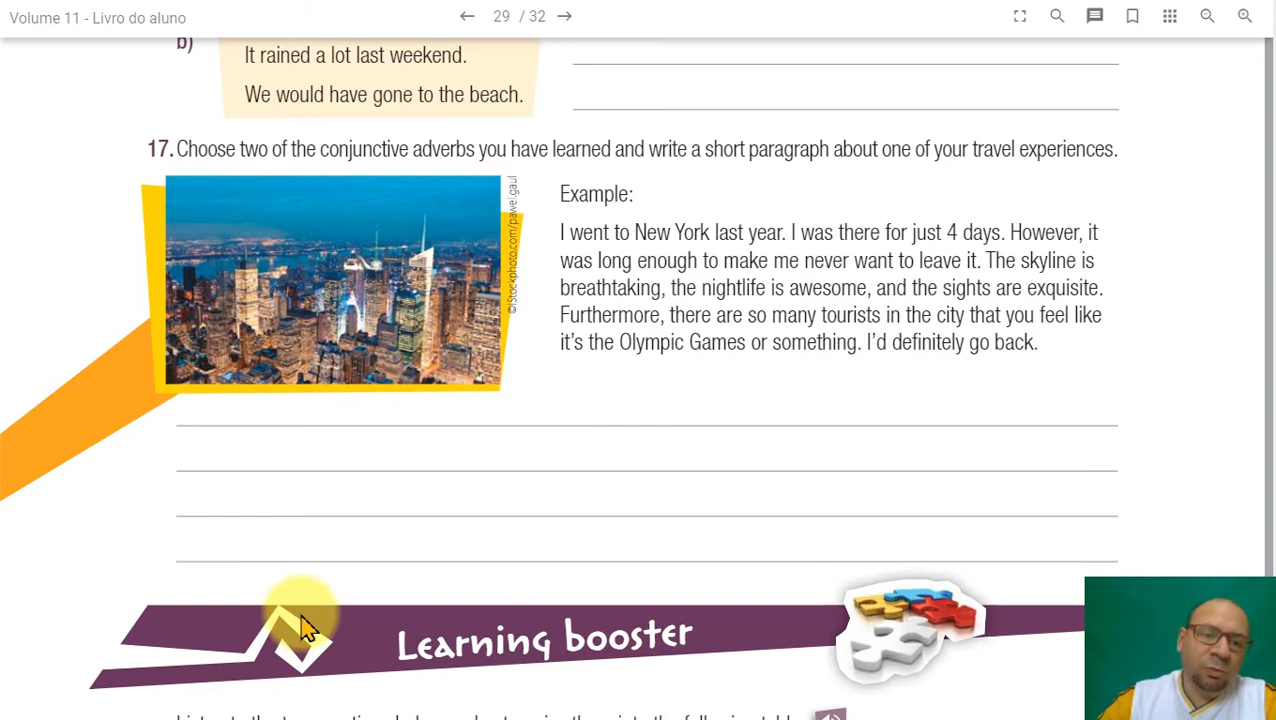 Volume 11 - Livro do aluno
29 / 32
b)
It rained a lot last weekend.
We would have gone to the beach.
17. Choose two of the conjunctive adverbs you have learned and write a short paragraph about one of your travel experiences.
©iStockphoto.com/pawel.gaul
Example:
I went to New York last year. I was there for just 4 days. However, it
was long enough to make me never want to leave it. The skyline is
breathtaking, the nightlife is awesome, and the sights are exquisite.
Furthermore, there are so many tourists in the city that you feel like
it's the Olympic Games or something. I'd definitely go back.
Learning booster